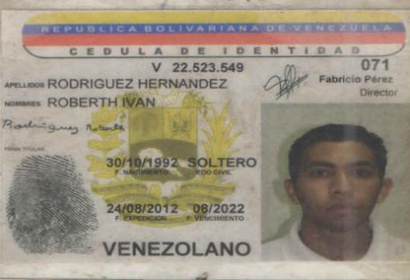 REPUBLICA BOLIVARIANA DE VENEZUELA
CEDULA DE IDENTIDAD
V 22.523.549
071
APELLIDOS RODRIGUEZ HERNANDEZ
Fabricio Pérez
Director
NOMBRES ROBERTH IVAN
Rodriguez Roberth
FIRMA TITULAR
30/10/1992 SOLTERO
F. NACIMIENTO EDO CIVIL
24/08/2012 08/2022
F. EXPEDICION F. VENCIMIENTO
VENEZOLANO